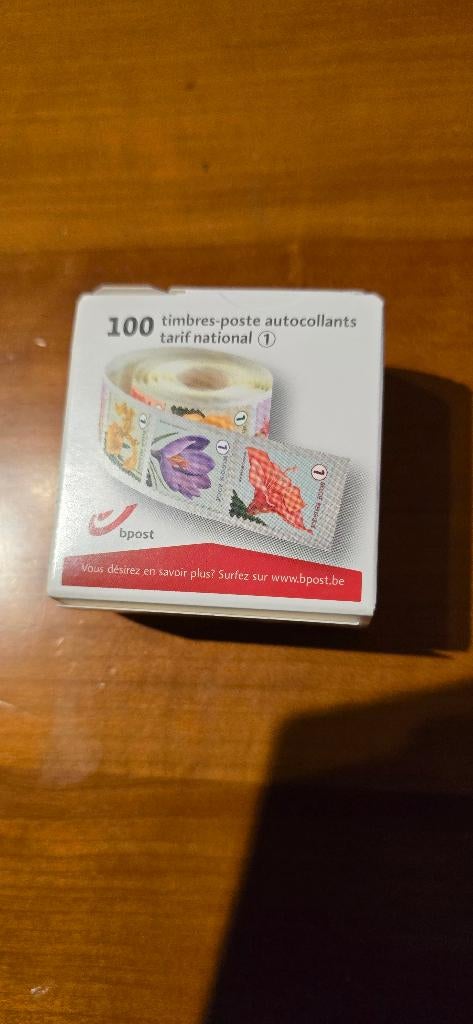 100 timbres-poste autocollants
tarif national ①
bpost
Vous désirez en savoir plus? Surfez sur www.bpost.be